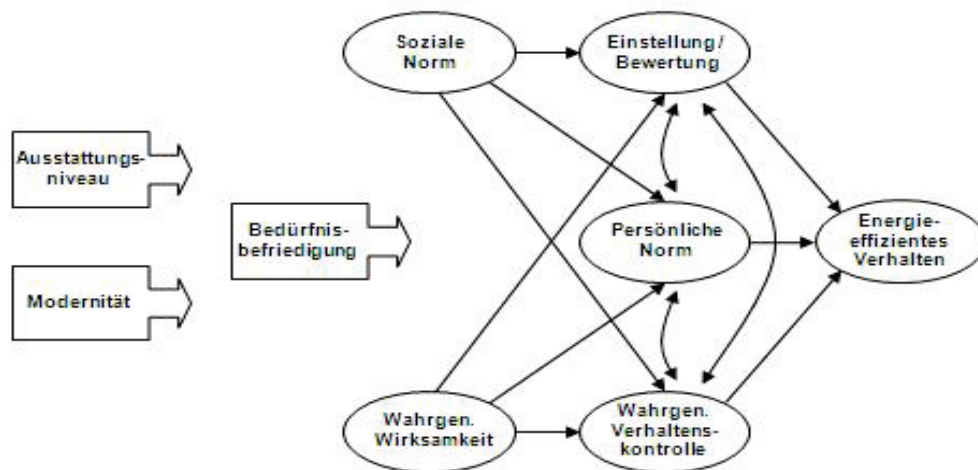 Soziale
Norm
Einstellung/
Bewertung
Ausstattungs-
niveau
Bedürfnis-
befriedigung
Persönliche
Norm
Energie-
effizientes
Verhalten
Modernität
Wahrgen.
Wirksamkeit
Wahrgen.
Verhaltens-
kontrolle